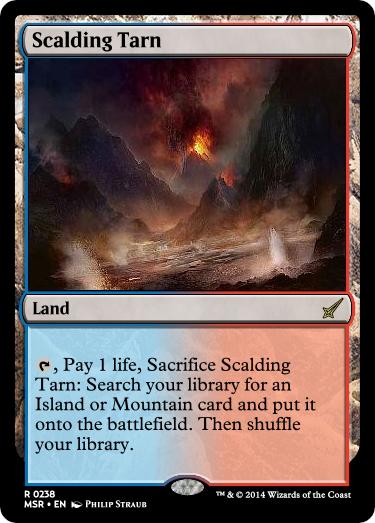 Scalding Tarn
Land
, Pay 1 life, Sacrifice Scalding
Tarn: Search your library for an
Island or Mountain card and put it
onto the battlefield. Then shuffle
your library.
R 0238
MSR • EN Philip Straub
™ & © 2014 Wizards of the Coast